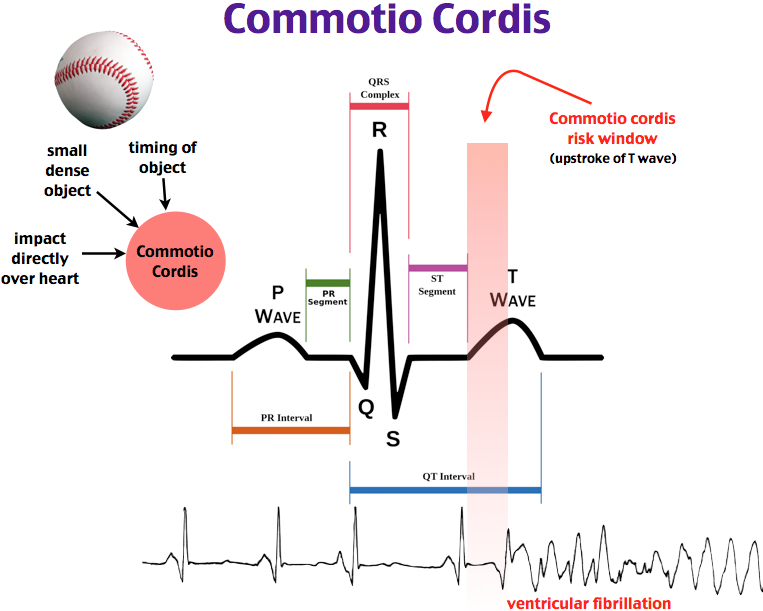 Commotio Cordis
small
dense
object
timing of
object
impact
directly
over heart
Commotio
Cordis
QRS
Complex
R
Commotio cordis
risk window
(upstroke of T wave)
P
WAVE
PR
Segment
ST
Segment
T
WAVE
Q
S
PR Interval
QT Interval
ventricular fibrillation